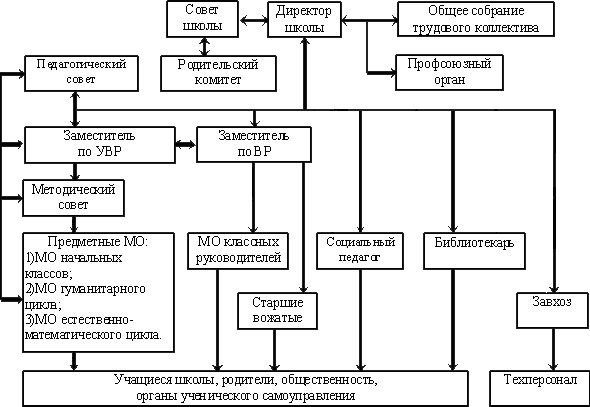 Совет
школы
Директор
школы
Общее собрание
трудового коллектива
Педагогический
совет
Родительский
комитет
Профсоюзный
орган
Заместитель
по УВР
Заместитель
по ВР
Методический
совет
Предметные МО:
1)МО начальных
классов;
2)МО гуманитарного
цикла;
3)МО естественно-
математического цикла.
МО классных
руководителей
Социальный
педагог
Библиотекарь
Старшие
вожатые
Завхоз
Учащиеся школы, родители, общественность,
органы ученического самоуправления
Техперсонал